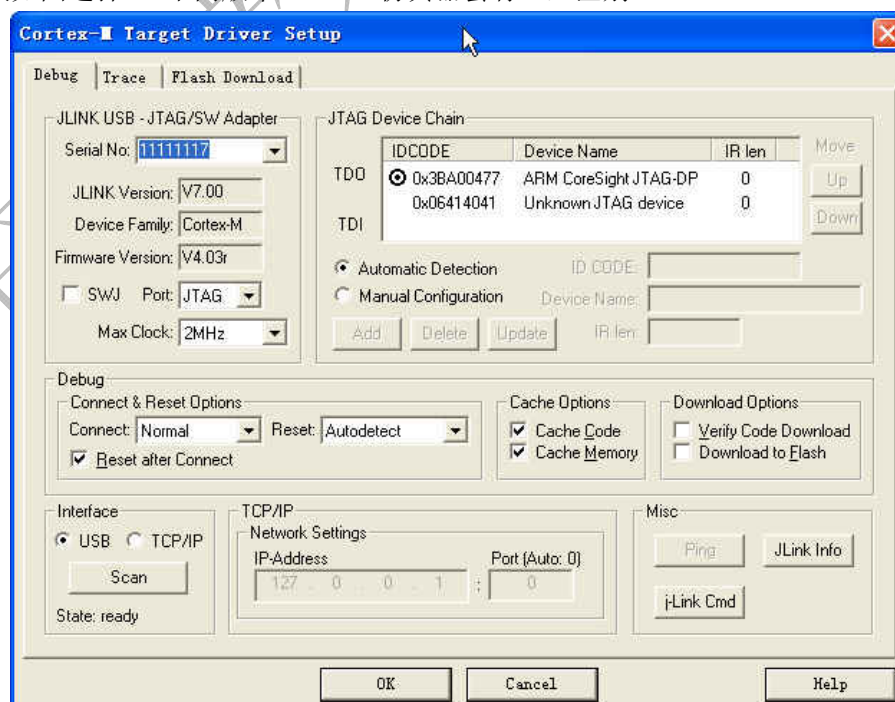 Cortex-M Target Driver Setup
Debug Trace Flash Download
JLINK USB - JTAG/SW Adapter
Serial No: 11111117
JLINK Version: V7.00
Device Family: Cortex-M
Firmware Version: V4.03r
SWJ Port: JTAG
Max Clock: 2MHz
JTAG Device Chain
IDCODE Device Name IR len Move
TDO 0x3BA00477 ARM CoreSight JTAG-DP 0 Up
TDI 0x06414041 Unknown JTAG device 0 Down
Automatic Detection ID CODE:
Manual Configuration Device Name:
Add Delete Update IR len:
Debug
Connect & Reset Options
Connect: Normal Reset: Autodetect
Reset after Connect
Cache Options
Cache Code
Cache Memory
Download Options
Verify Code Download
Download to Flash
Interface
USB TCP/IP
Scan
State: ready
TCP/IP
Network Settings
IP-Address Port (Auto: 0)
127 . 0 . 0 . 1 : 0
Misc
Ping JLink Info
j-Link Cmd
OK Cancel Help